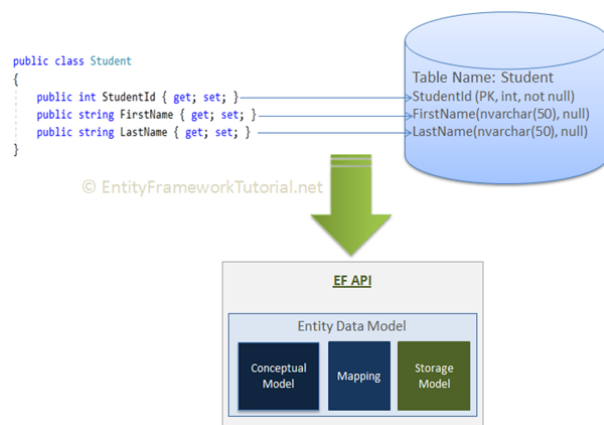 public class Student
{
public int StudentId { get; set; }
public string FirstName { get; set; }
public string LastName { get; set; }
}
Table Name: Student
StudentId (PK, int, not null)
FirstName(nvarchar(50), null)
LastName(nvarchar(50), null)
© EntityFrameworkTutorial.net
EF API
Entity Data Model
Conceptual
Model
Mapping
Storage
Model